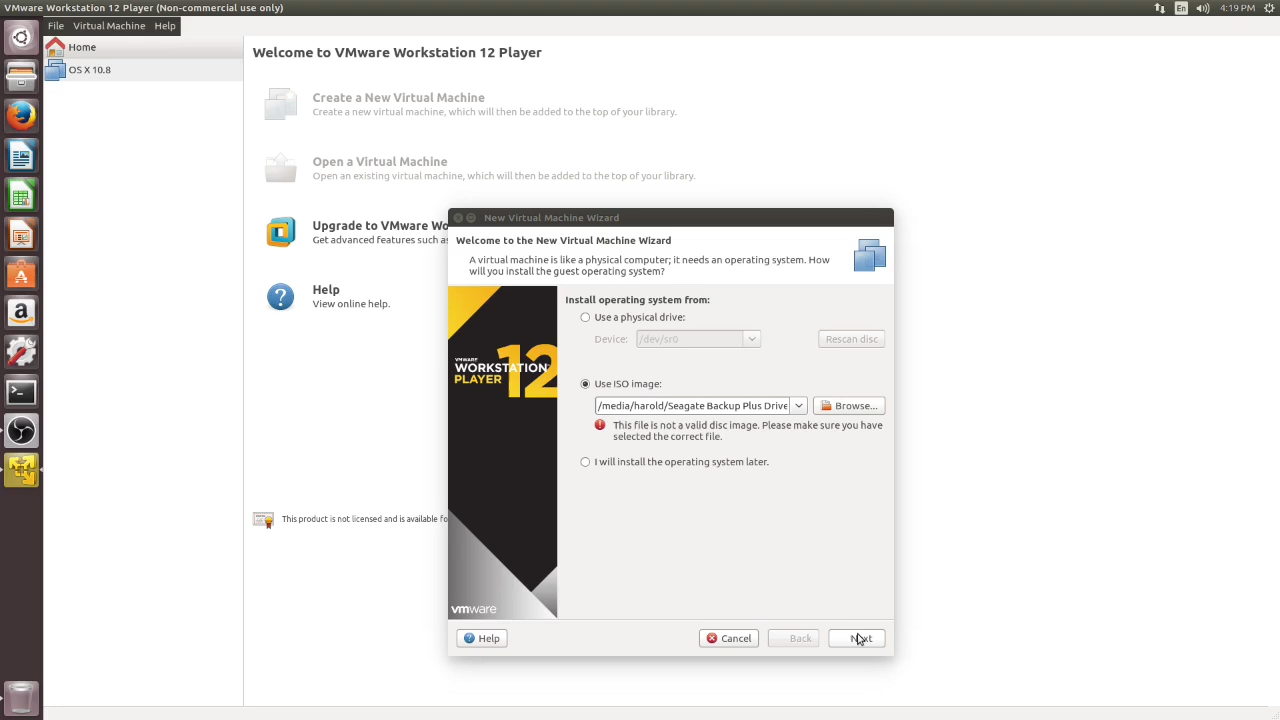 VMware Workstation 12 Player (Non-commercial use only)
En
4:19 PM
File Virtual Machine Help
Home
OS X 10.8
Welcome to VMware Workstation 12 Player
Create a New Virtual Machine
Create a new virtual machine, which will then be added to the top of your library.
Open a Virtual Machine
Open an existing virtual machine, which will then be added to the top of your library.
Upgrade to VMware Wo
Get advanced features such as
Help
View online help.
This product is not licensed and is available fo
New Virtual Machine Wizard
Welcome to the New Virtual Machine Wizard
A virtual machine is like a physical computer; it needs an operating system. How
will you install the guest operating system?
VMWARE
WORKSTATION
PLAYER 12
vmware
Install operating system from:
Use a physical drive:
Device: /dev/sr0 Rescan disc
Use ISO image:
/media/harold/Seagate Backup Plus Drive Browse...
This file is not a valid disc image. Please make sure you have
selected the correct file.
I will install the operating system later.
Help Cancel Back Next